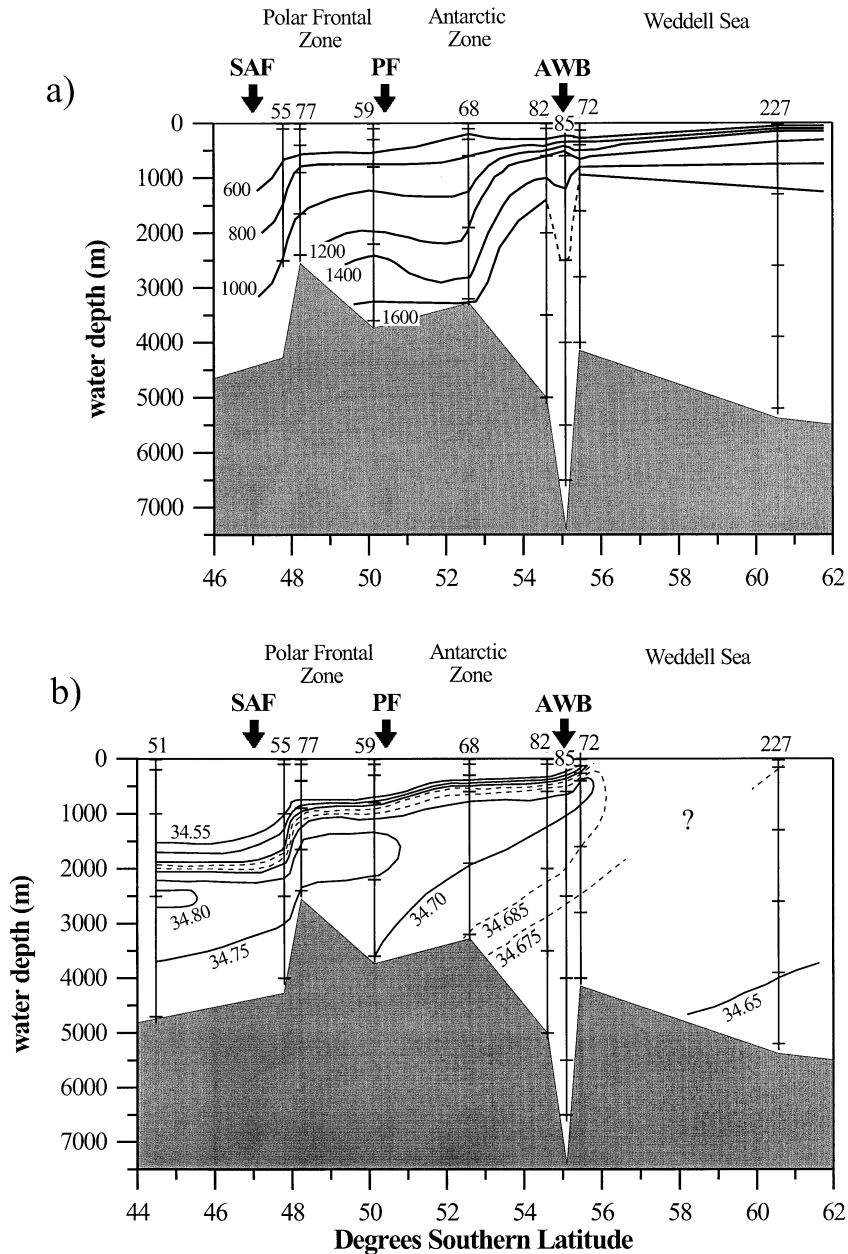 Polar Frontal Antarctic Weddell Sea
Zone Zone
SAF PF AWB
a)
55 77 59 68 82 85 72 227
0
600
1000
800
2000
1200
1400
1000
3000
1600
4000
5000
6000
7000
water depth (m)
46 48 50 52 54 56 58 60 62
Polar Frontal Antarctic Weddell Sea
Zone Zone
b)
SAF PF AWB
51 55 77 59 68 82 85 72 227
0
1000
?
34.55
2000
34.80
34.70
34.685
3000
34.675
34.75
4000
34.65
5000
6000
7000
water depth (m)
44 46 48 50 52 54 56 58 60 62
Degrees Southern Latitude